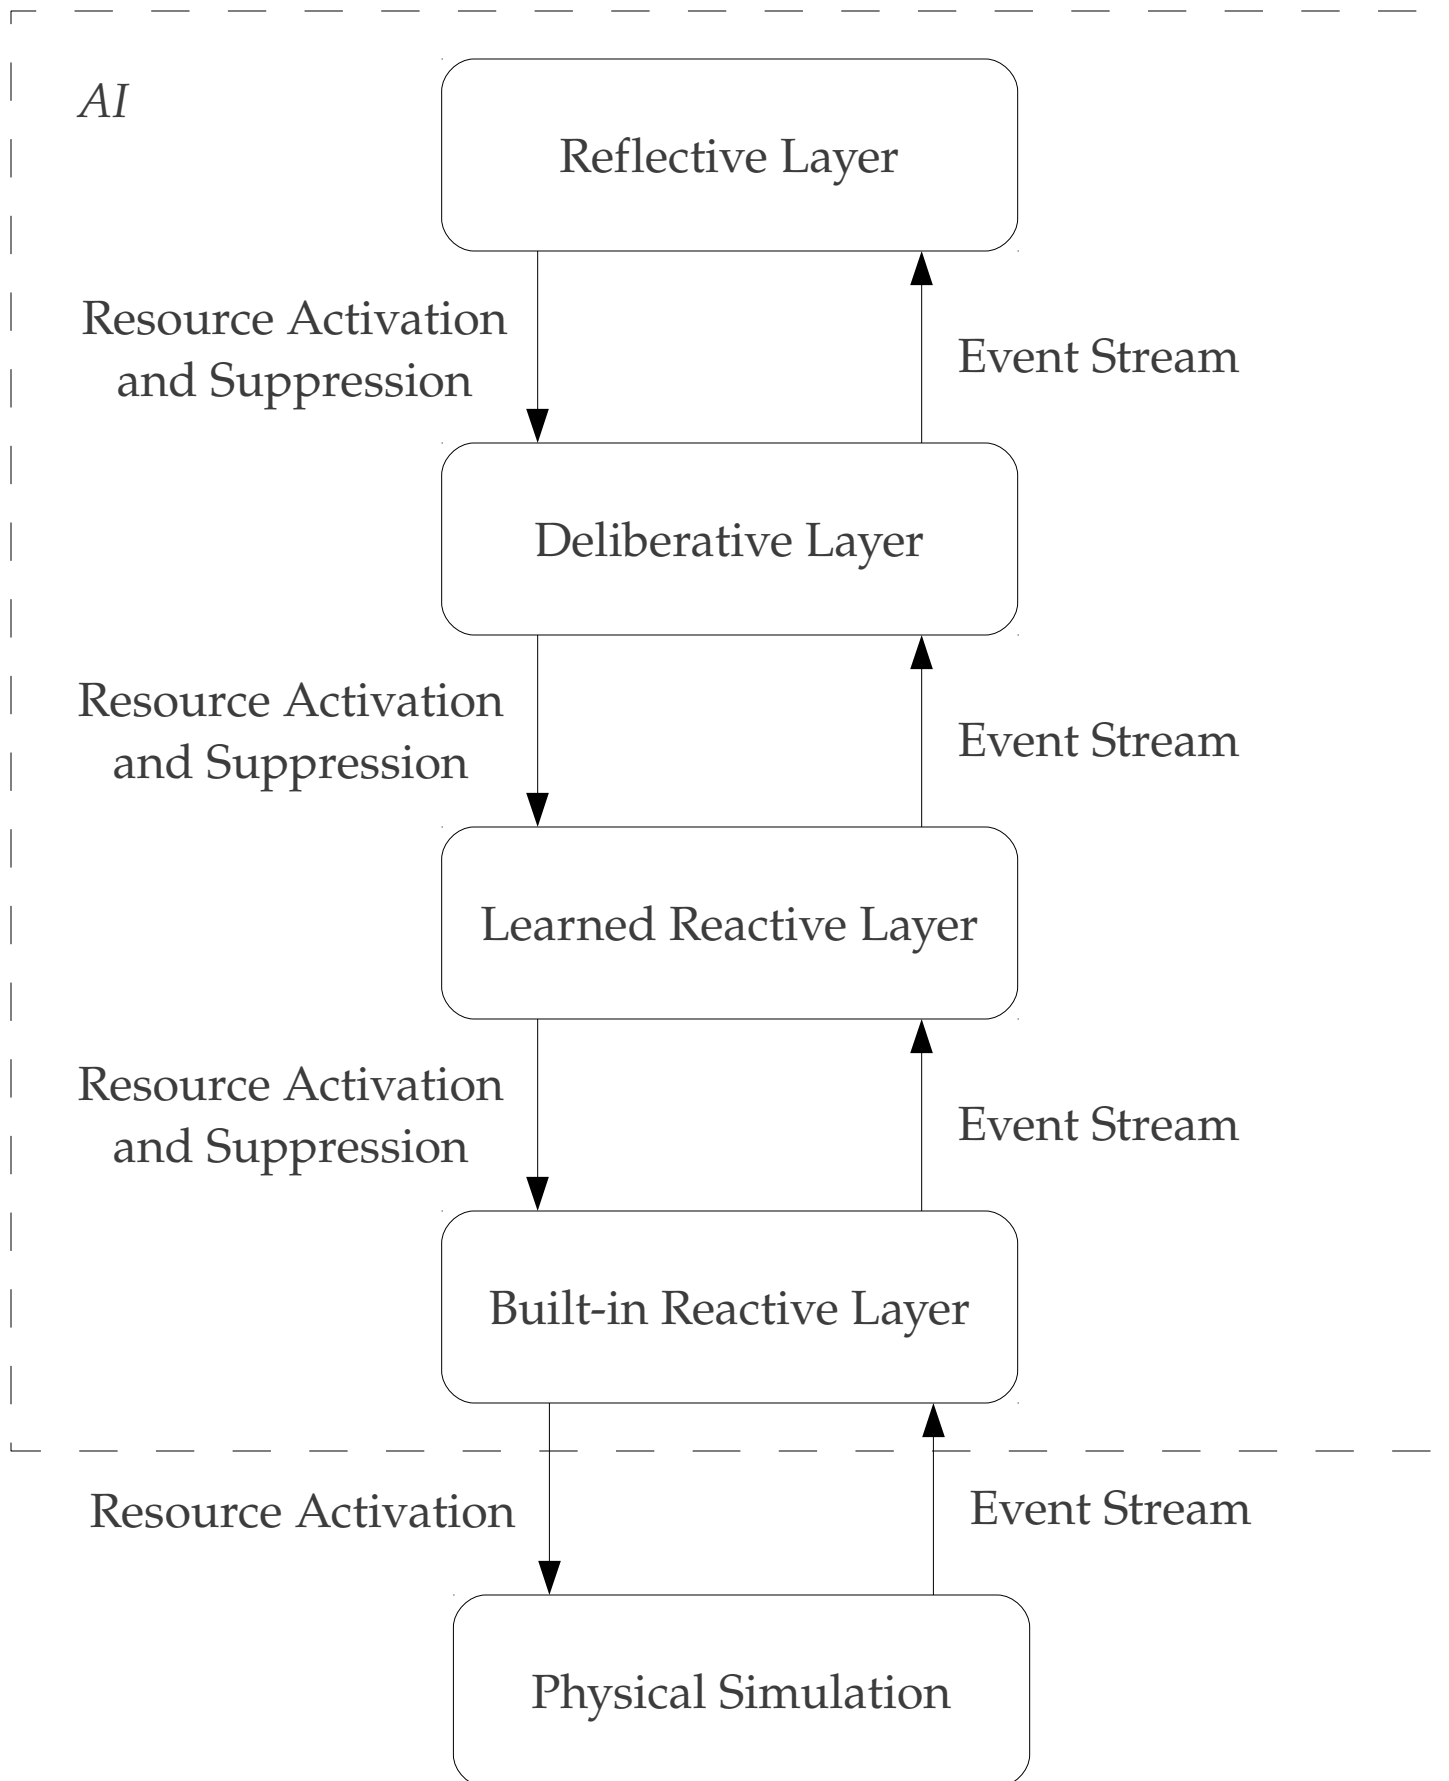 AI
Reflective Layer
Resource Activation
and Suppression
Event Stream
Deliberative Layer
Resource Activation
and Suppression
Event Stream
Learned Reactive Layer
Resource Activation
and Suppression
Event Stream
Built-in Reactive Layer
Resource Activation
Event Stream
Physical Simulation